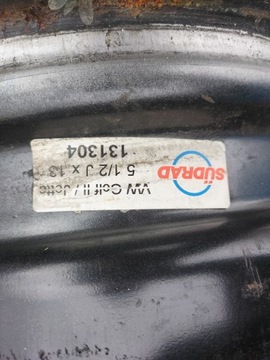 VW Golf II / Jetta
5 1/2 J x 13
131304
SÜDRAD